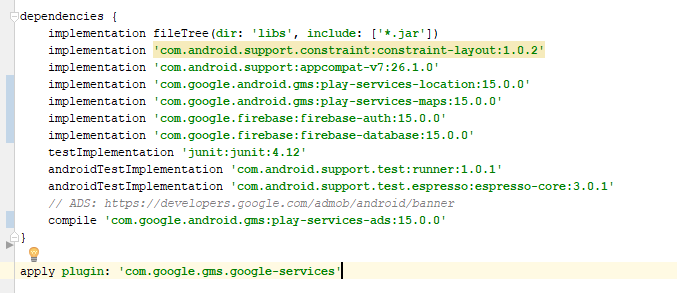 dependencies {
    implementation fileTree(dir: 'libs', include: ['*.jar'])
    implementation 'com.android.support.constraint:constraint-layout:1.0.2'
    implementation 'com.android.support:appcompat-v7:26.1.0'
    implementation 'com.google.android.gms:play-services-location:15.0.0'
    implementation 'com.google.android.gms:play-services-maps:15.0.0'
    implementation 'com.google.firebase:firebase-auth:15.0.0'
    implementation 'com.google.firebase:firebase-database:15.0.0'
    testImplementation 'junit:junit:4.12'
    androidTestImplementation 'com.android.support.test:runner:1.0.1'
    androidTestImplementation 'com.android.support.test.espresso:espresso-core:3.0.1'
    // ADS: https://developers.google.com/admob/android/banner
    compile 'com.google.android.gms:play-services-ads:15.0.0'
}
apply plugin: 'com.google.gms.google-services'